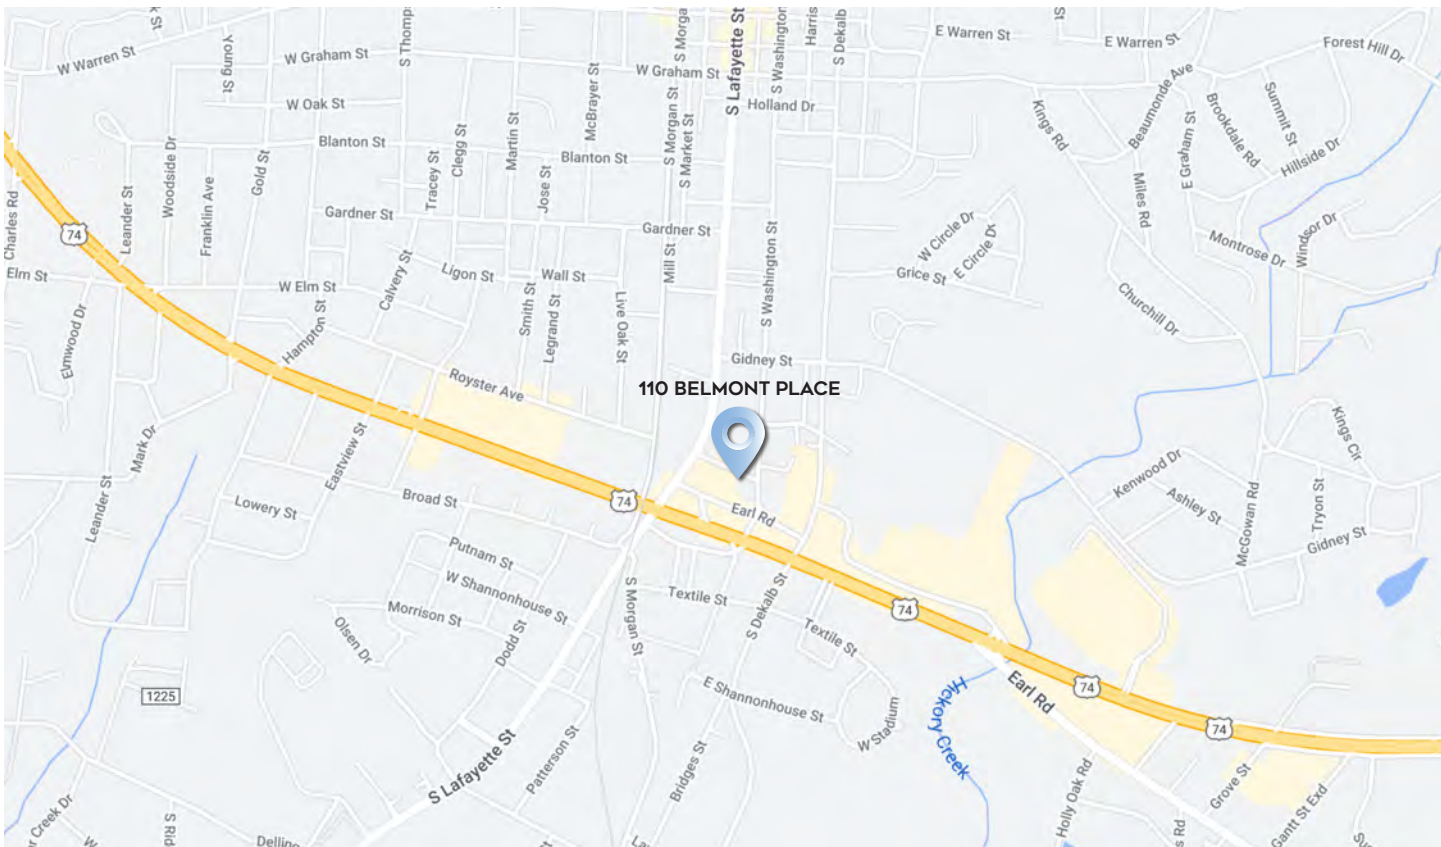 S Thomp
S Morga
S Lafayette St
S Washington
Harris
S Dekalb St
E Warren St
E Warren St
Forest Hill Dr
W Warren St
Young St
W Graham St
W Graham St
McBrayer St
Beaumonde Ave
W Oak St
Holland Dr
Kings Rd
Brookdale Rd
Summit St
Blanton St
Clegg St
Martin St
Blanton St
S Morgan St
S Market St
E Graham St
Hillside Dr
Woodside Dr
Gold St
Tracey St
Jose St
Miles Rd
Charles Rd
Leander St
Franklin Ave
Gardner St
Gardner St
W Circle Dr
E Circle Dr
Windsor Dr
74
Montrose Dr
Elm St
W Elm St
Calvery St
Ligon St
Wall St
Mill St
S Washington St
Grice St
Churchill Dr
Elmwood Dr
Hampton St
Smith St
Legrand St
Live Oak St
Gidney St
Royster Ave
110 BELMONT PLACE
Mark Dr
Eastview St
Kings Cir
Kenwood Dr
Leander St
Lowery St
Broad St
74
Earl Rd
Ashley St
McGowan Rd
Tryon St
Gidney St
Putnam St
W Shannonhouse St
Morrison St
Olsen Dr
Dodd St
S Morgan St
Textile St
S Dekalb St
Textile St
74
1225
E Shannonhouse St
W Stadium
Hickory Creek
Earl Rd
74
74
S Lafayette St
Patterson St
Bridges St
Holly Oak Rd
Grove St
Gantt St Exd
Creek Dr
S Rid
Delling